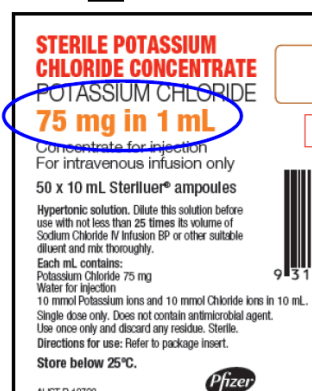 STERILE POTASSIUM
CHLORIDE CONCENTRATE
POTASSIUM CHLORIDE
75 mg in 1 mL
Concentrate for injection
For intravenous infusion only
50 x 10 mL Steriluer® ampoules
Hypertonic solution. Dilute this solution before
use with not less than 25 times its volume of
Sodium Chloride IV Infusion BP or other suitable
diluent and mix thoroughly.
Each mL contains:
Potassium Chloride 75 mg
Water for injection
10 mmol Potassium ions and 10 mmol Chloride ions in 10 mL.
Single dose only. Does not contain antimicrobial agent.
Use once only and discard any residue. Sterile.
Directions for use: Refer to package insert.
Store below 25°C.
Pfizer
9 31